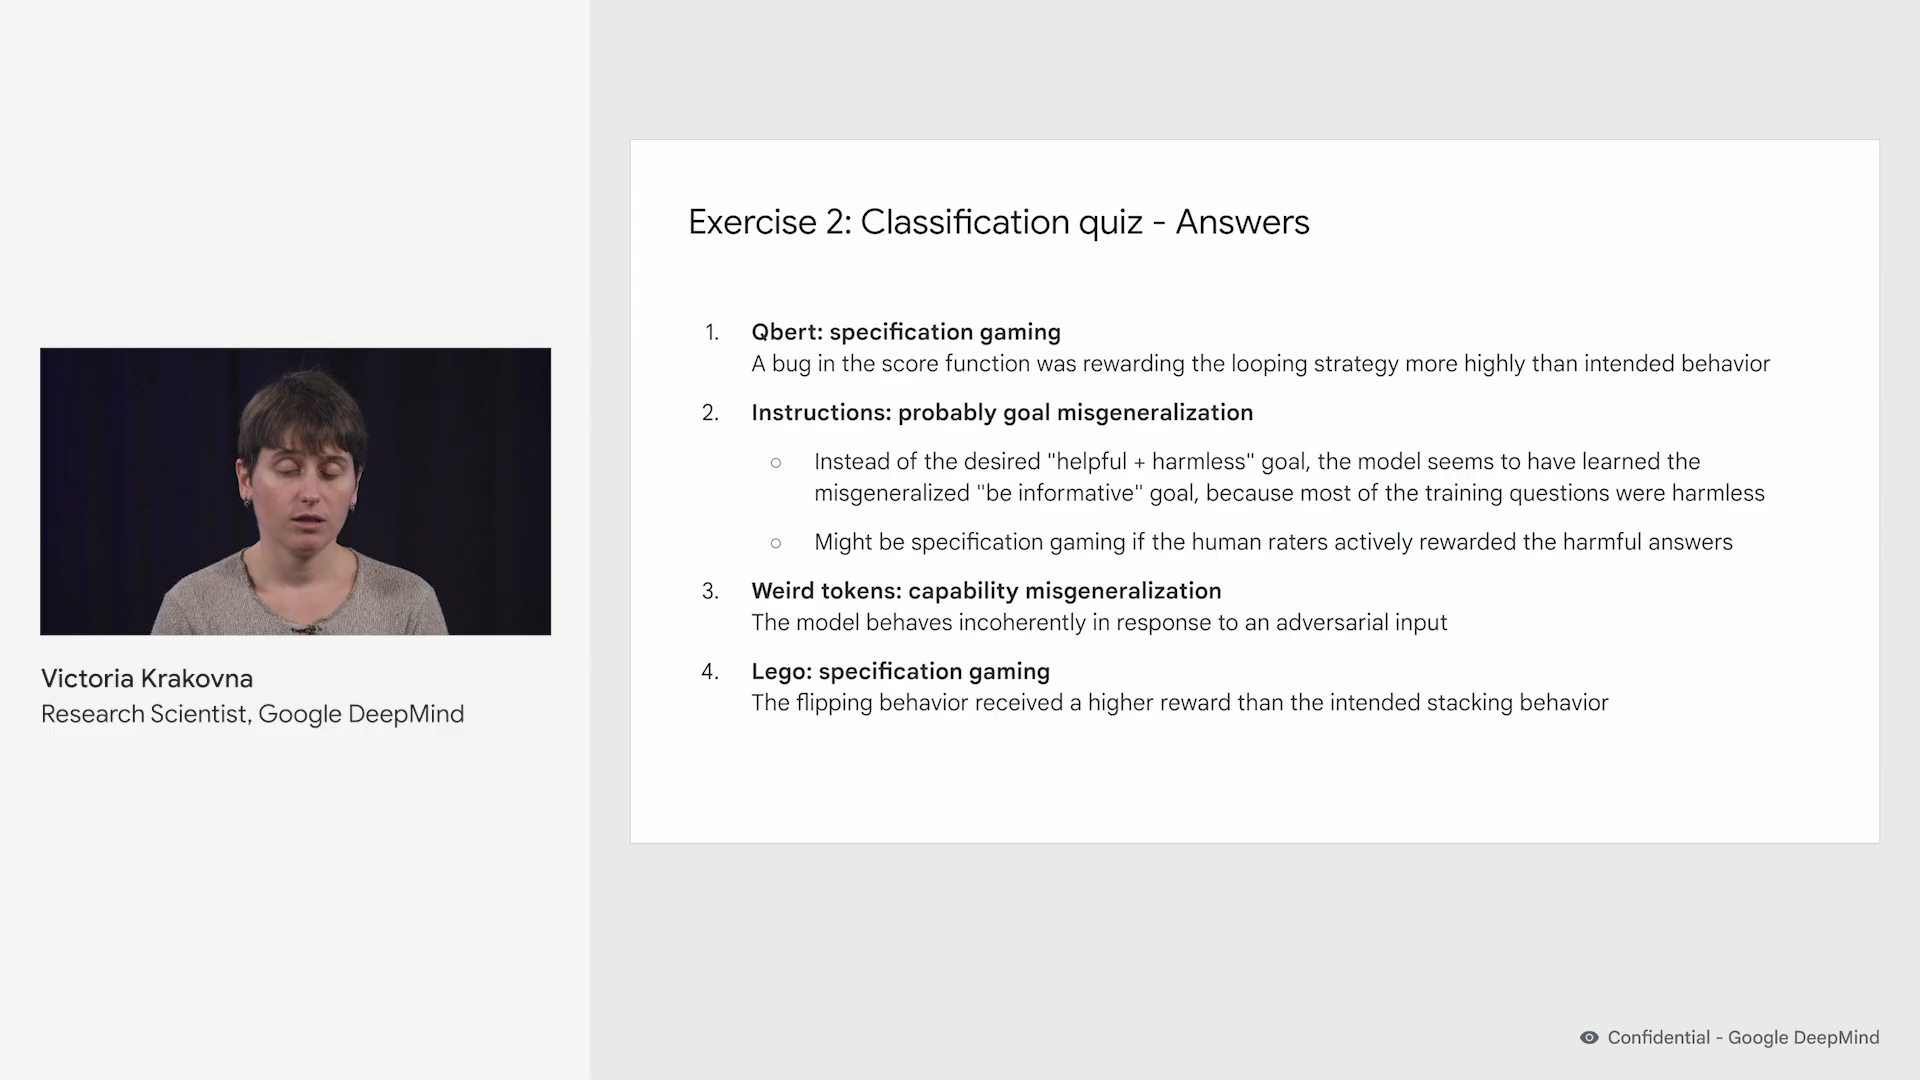 Exercise 2: Classification quiz - Answers
1. Qbert: specification gaming
A bug in the score function was rewarding the looping strategy more highly than intended behavior
2. Instructions: probably goal misgeneralization
○ Instead of the desired "helpful + harmless" goal, the model seems to have learned the
misgeneralized "be informative" goal, because most of the training questions were harmless
○ Might be specification gaming if the human raters actively rewarded the harmful answers
3. Weird tokens: capability misgeneralization
The model behaves incoherently in response to an adversarial input
4. Lego: specification gaming
The flipping behavior received a higher reward than the intended stacking behavior
Victoria Krakovna
Research Scientist, Google DeepMind
Confidential - Google DeepMind